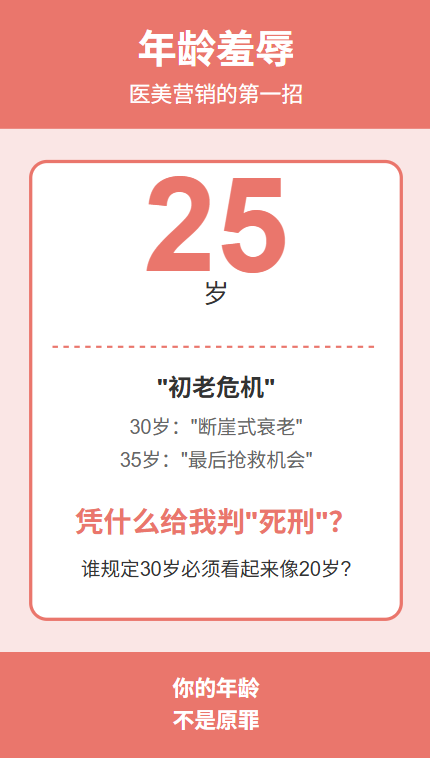 年龄羞辱
医美营销的第一招
25
岁
"初老危机"
30岁："断崖式衰老"
35岁："最后抢救机会"
凭什么给我判"死刑"？
谁规定30岁必须看起来像20岁？
你的年龄
不是原罪